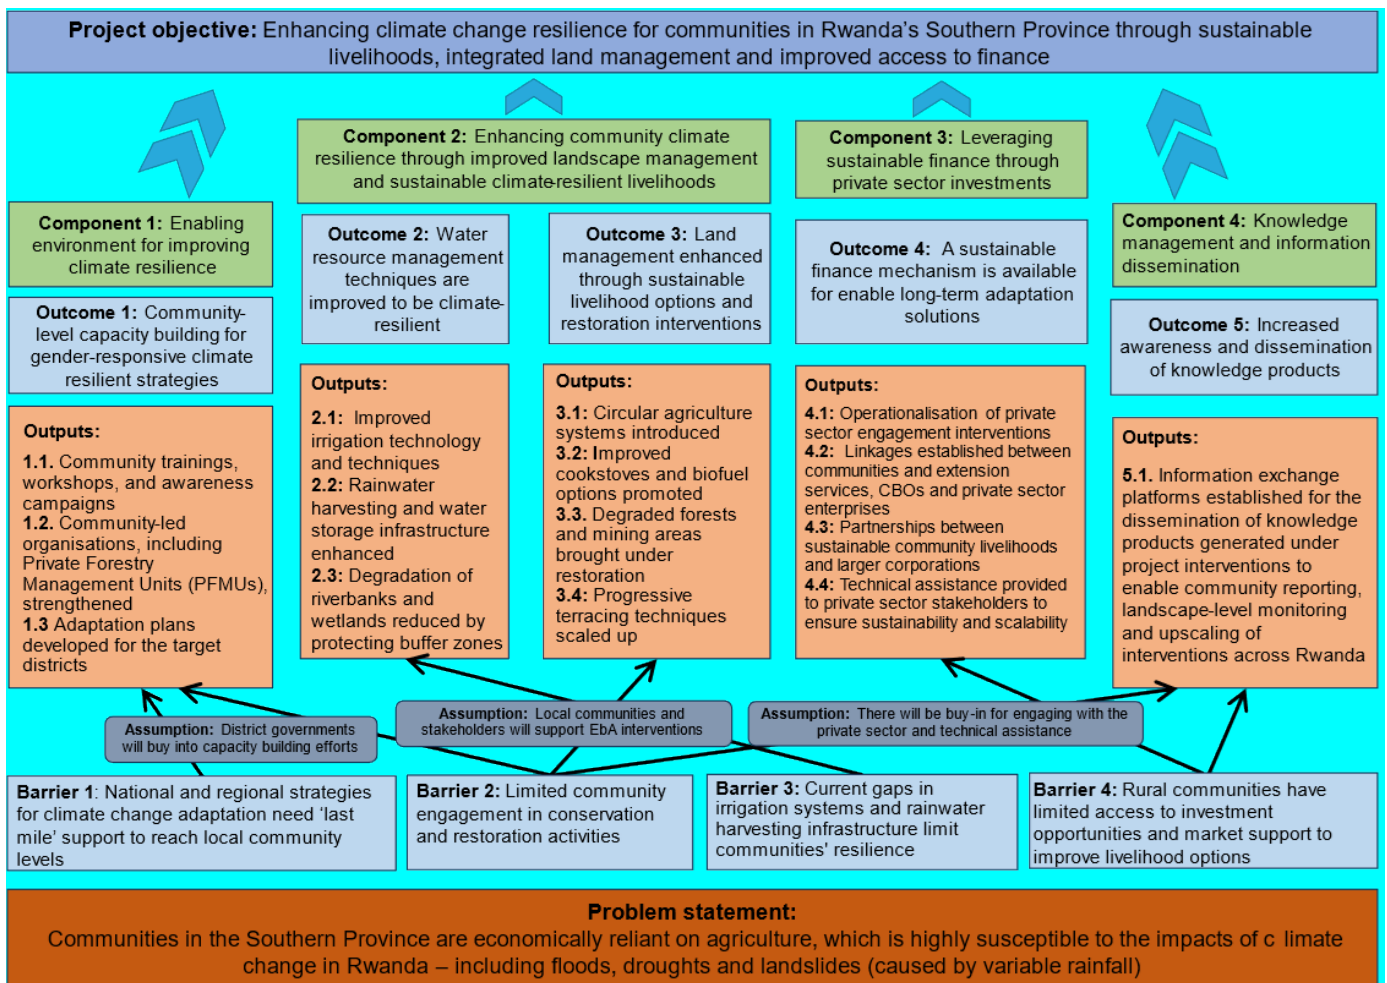 Project objective: Enhancing climate change resilience for communities in Rwanda's Southern Province through sustainable
livelihoods, integrated land management and improved access to finance
Component 1: Enabling
environment for improving
climate resilience
Outcome 1: Community-
level capacity building for
gender-responsive climate
resilient strategies
Outputs:
1.1. Community trainings,
workshops, and awareness
campaigns
1.2. Community-led
organisations, including
Private Forestry
Management Units (PFMUs),
strengthened
1.3 Adaptation plans
developed for the target
districts
Component 2: Enhancing community climate
resilience through improved landscape management
and sustainable climate-resilient livelihoods
Outcome 2: Water
resource management
techniques are
improved to be climate-
resilient
Outputs:
2.1: Improved
irrigation technology
and techniques
2.2: Rainwater
harvesting and water
storage infrastructure
enhanced
2.3: Degradation of
riverbanks and
wetlands reduced by
protecting buffer zones
Outcome 3: Land
management enhanced
through sustainable
livelihood options and
restoration interventions
Outputs:
3.1: Circular agriculture
systems introduced
3.2: Improved
cookstoves and biofuel
options promoted
3.3. Degraded forests
and mining areas
brought under
restoration
3.4: Progressive
terracing techniques
scaled up
Component 3: Leveraging
sustainable finance through
private sector investments
Outcome 4: A sustainable
finance mechanism is available
for enable long-term adaptation
solutions
Outputs:
4.1: Operationalisation of private
sector engagement interventions
4.2: Linkages established between
communities and extension
services, CBOs and private sector
enterprises
4.3: Partnerships between
sustainable community livelihoods
and larger corporations
4.4: Technical assistance provided
to private sector stakeholders to
ensure sustainability and scalability
Component 4: Knowledge
management and information
dissemination
Outcome 5: Increased
awareness and dissemination
of knowledge products
Outputs:
5.1. Information exchange
platforms established for the
dissemination of knowledge
products generated under
project interventions to
enable community reporting,
landscape-level monitoring
and upscaling of
interventions across Rwanda
Assumption: District governments
will buy into capacity building efforts
Assumption: Local communities and
stakeholders will support EbA interventions
Assumption: There will be buy-in for engaging with the
private sector and technical assistance
Barrier 1: National and regional strategies
for climate change adaptation need 'last
mile' support to reach local community
levels
Barrier 2: Limited community
engagement in conservation
and restoration activities
Barrier 3: Current gaps in
irrigation systems and rainwater
harvesting infrastructure limit
communities' resilience
Barrier 4: Rural communities have
limited access to investment
opportunities and market support to
improve livelihood options
Problem statement:
Communities in the Southern Province are economically reliant on agriculture, which is highly susceptible to the impacts of c limate
change in Rwanda – including floods, droughts and landslides (caused by variable rainfall)